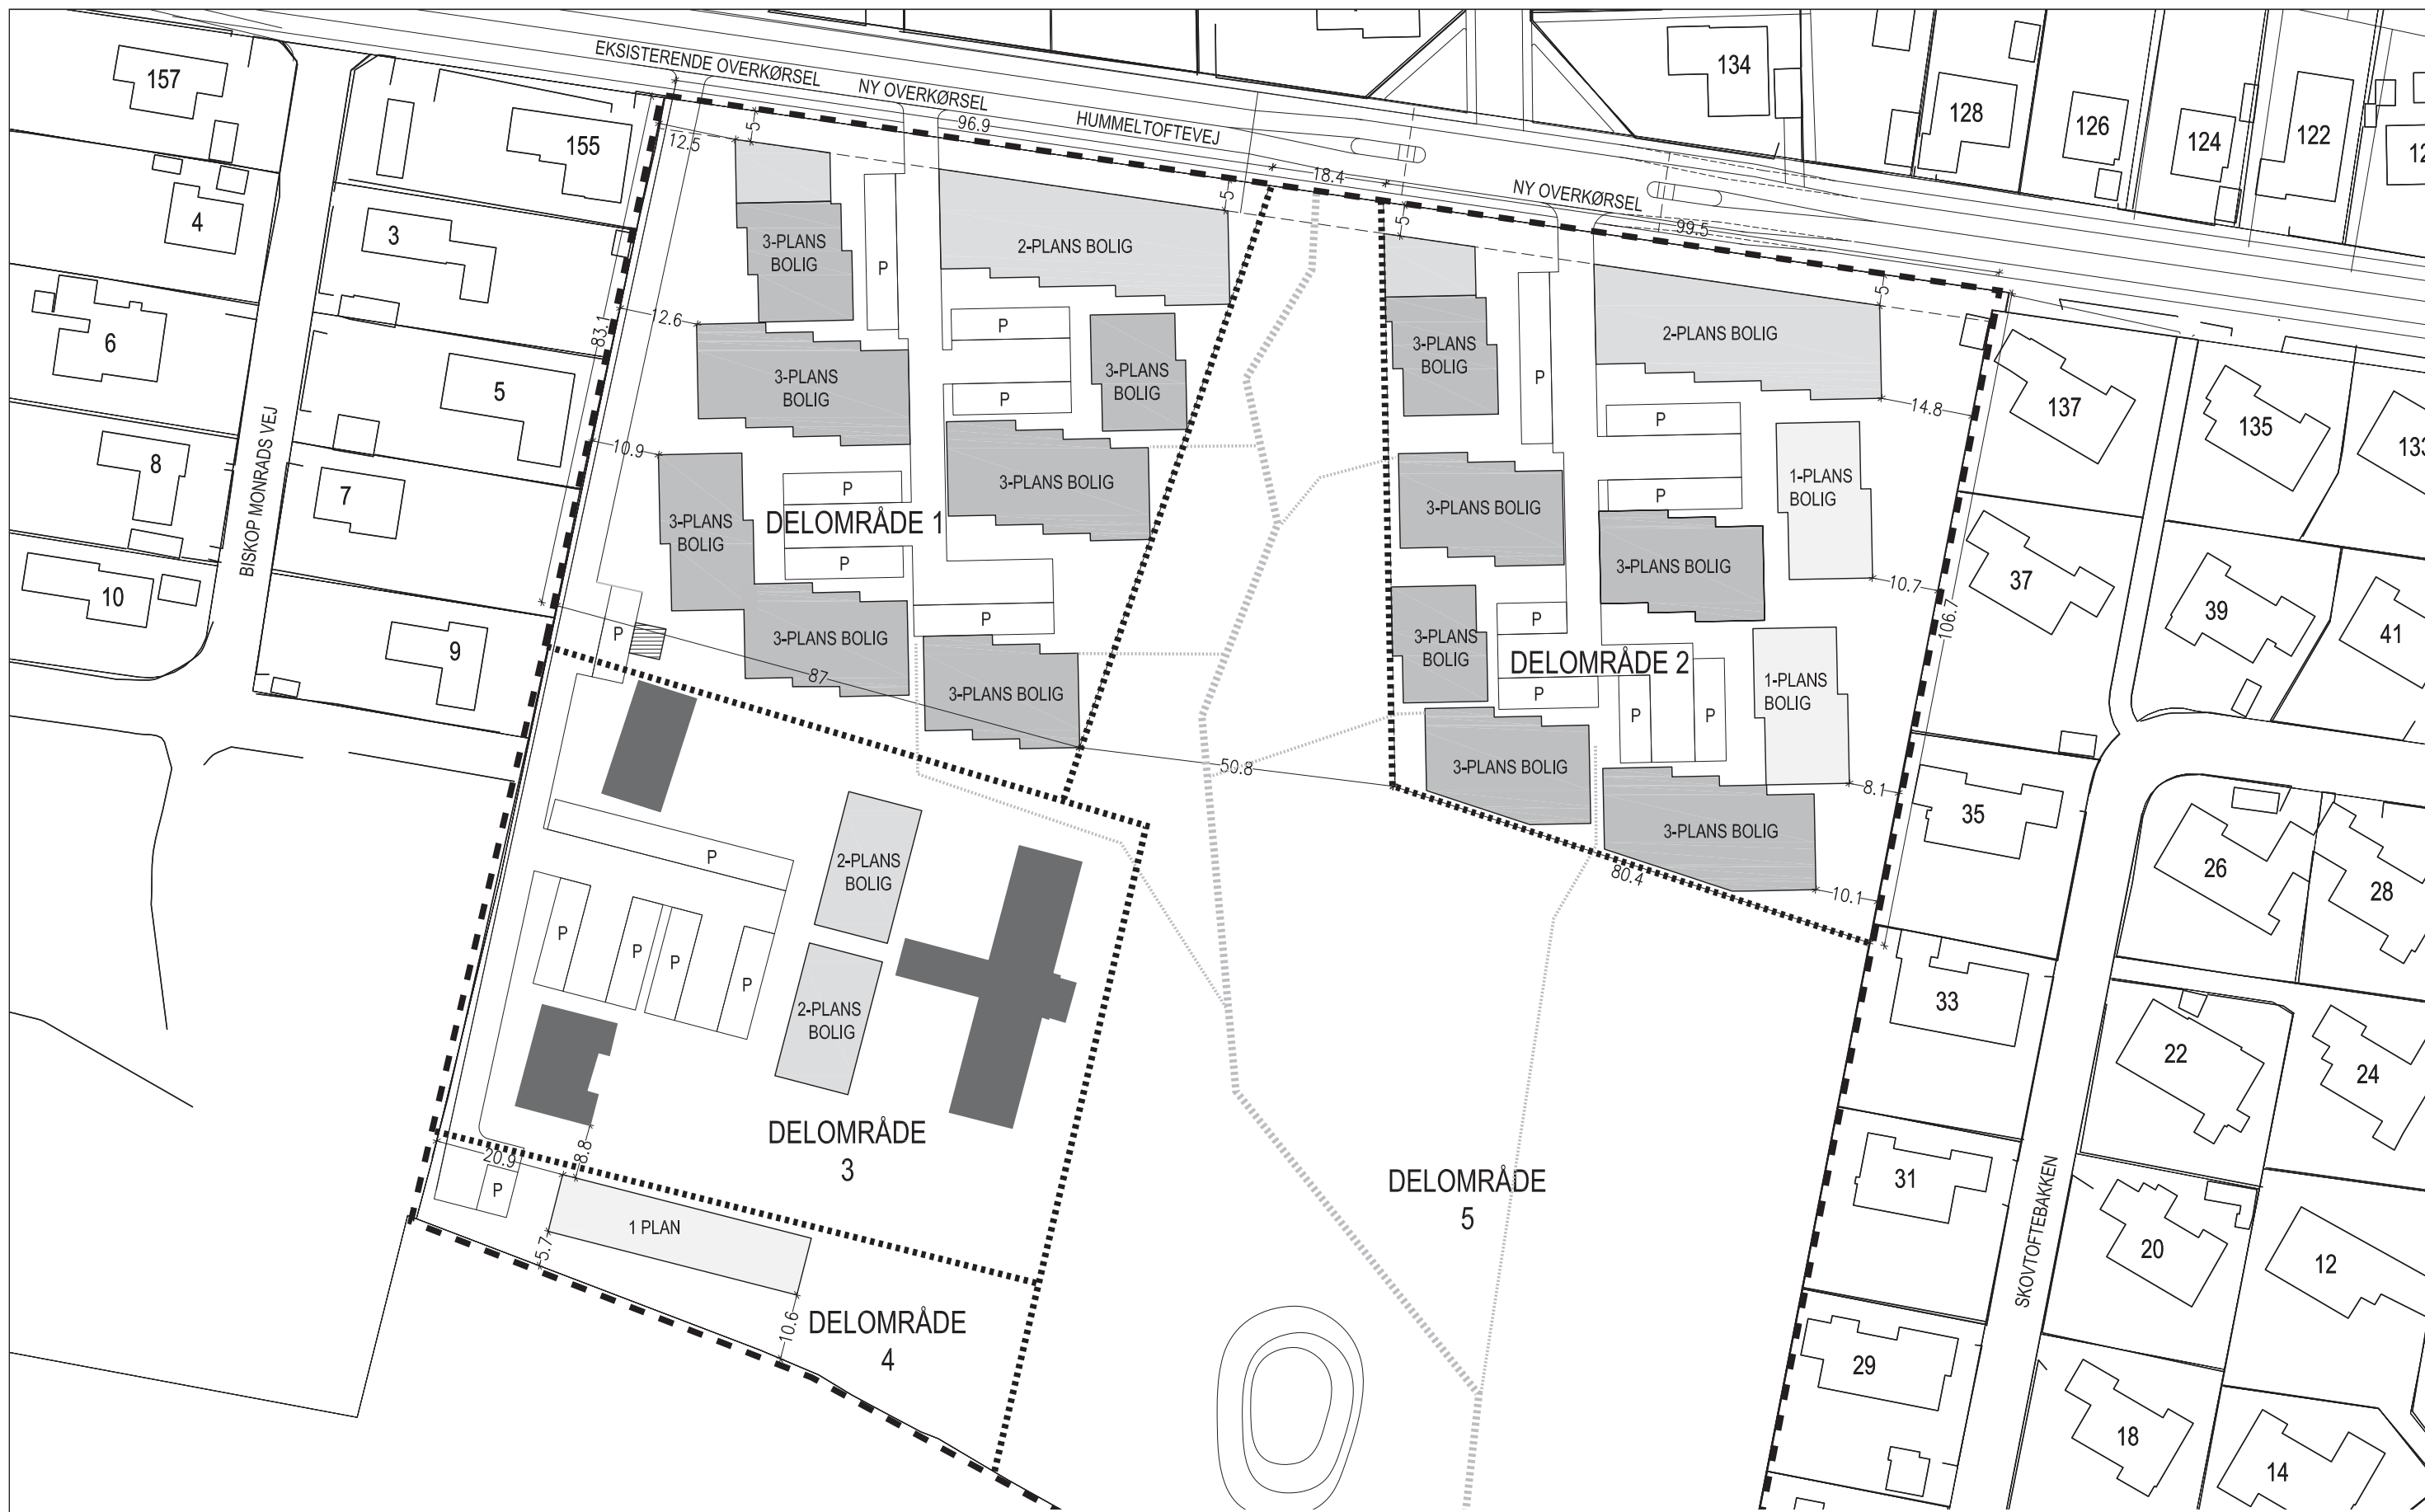 157
EKSISTERENDE OVERKØRSEL
NY OVERKØRSEL
134
128
126
124
122
155
12.5
5
96.9
HUMMELTOFTEVEJ
18.4
NY OVERKØRSEL
99.5
4
3
6
5
8
7
10
9
BISKOP MONRADS VEJ
83.1
12.6
10.9
3-PLANS
BOLIG
P
2-PLANS BOLIG
5
3-PLANS
BOLIG
P
P
3-PLANS
BOLIG
3-PLANS BOLIG
P
DELOMRÅDE 1
P
3-PLANS
BOLIG
3-PLANS BOLIG
P
3-PLANS BOLIG
P
87
50.8
5
3-PLANS
BOLIG
P
2-PLANS BOLIG
5
14.8
P
P
1-PLANS
BOLIG
3-PLANS BOLIG
3-PLANS BOLIG
10.7
106.7
3-PLANS
BOLIG
P
DELOMRÅDE 2
P
P
P
1-PLANS
BOLIG
3-PLANS BOLIG
3-PLANS BOLIG
8.1
10.1
80.4
137
135
133
37
39
41
35
26
28
33
22
24
31
20
12
29
18
14
SKOVTOFTEBAKKEN
P
2-PLANS
BOLIG
P
P
P
P
2-PLANS
BOLIG
DELOMRÅDE
3
20.9
8.8
P
1 PLAN
5.7
10.6
DELOMRÅDE
4
DELOMRÅDE
5